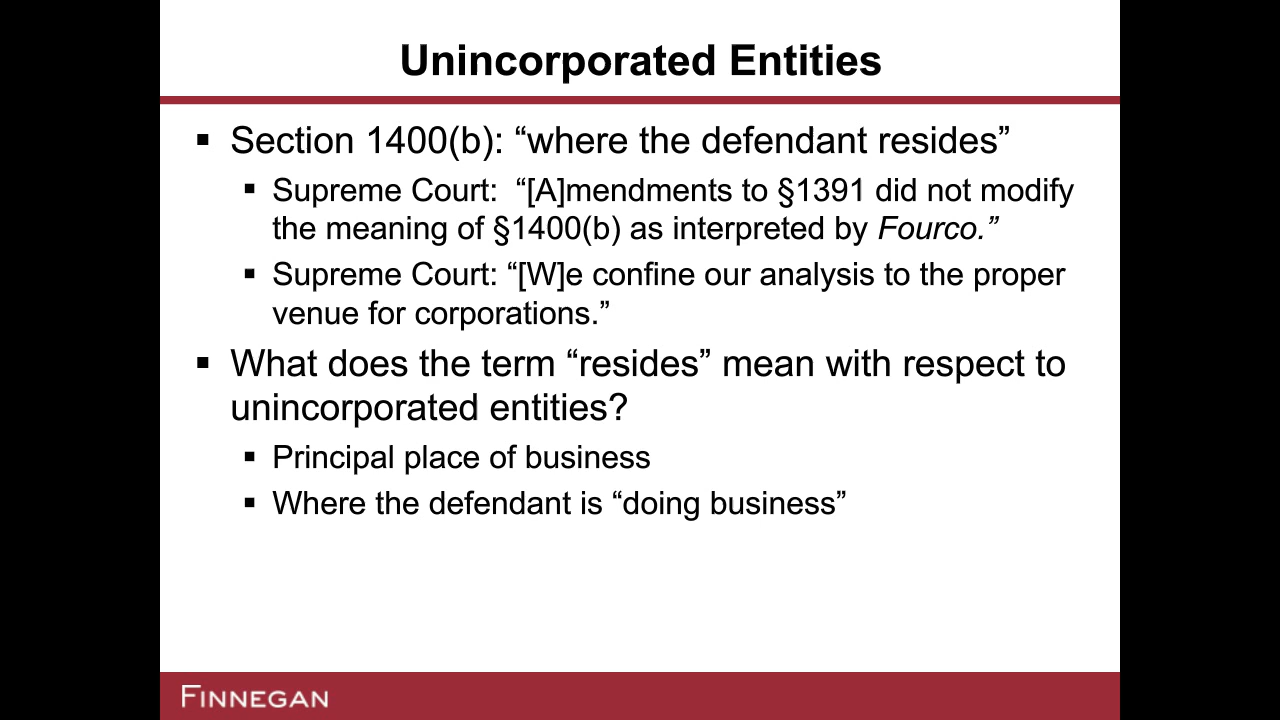 Unincorporated Entities
▪ Section 1400(b): “where the defendant resides”
▪ Supreme Court:  “[A]mendments to §1391 did not modify
the meaning of §1400(b) as interpreted by Fourco.”
▪ Supreme Court: “[W]e confine our analysis to the proper
venue for corporations.”
▪ What does the term “resides” mean with respect to
unincorporated entities?
▪ Principal place of business
▪ Where the defendant is “doing business”
FINNEGAN